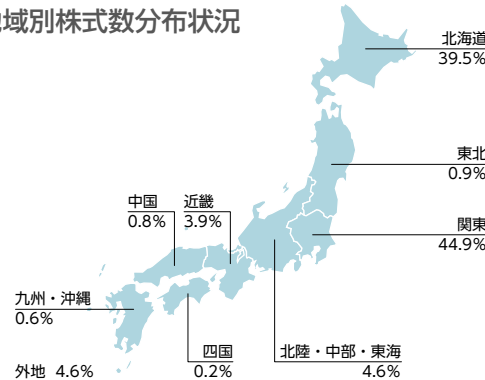 域別株式数分布状況
北海道
39.5%
東北
0.9%
中国
0.8%
近畿
3.9%
関東
44.9%
九州・沖縄
0.6%
四国
0.2%
北陸・中部・東海
4.6%
外地 4.6%